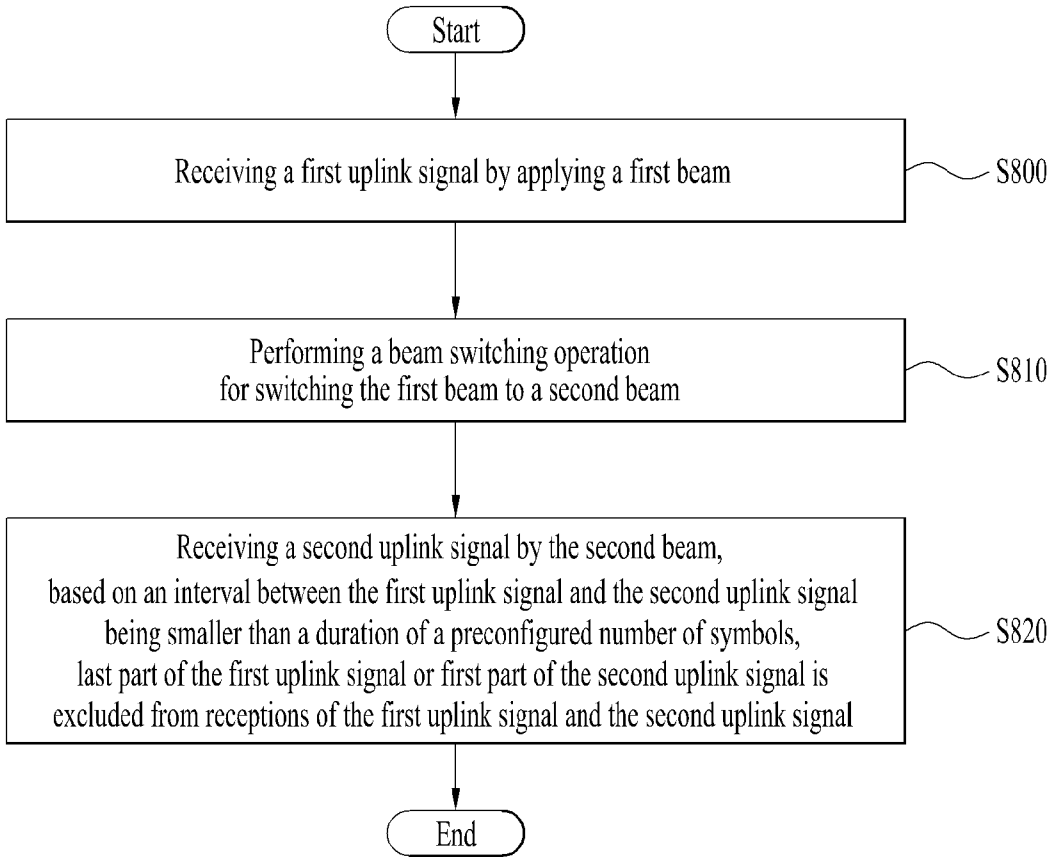 Start
Receiving a first uplink signal by applying a first beam
S800
Performing a beam switching operation
for switching the first beam to a second beam
S810
Receiving a second uplink signal by the second beam,
based on an interval between the first uplink signal and the second uplink signal
being smaller than a duration of a preconfigured number of symbols,
last part of the first uplink signal or first part of the second uplink signal is
excluded from receptions of the first uplink signal and the second uplink signal
S820
End